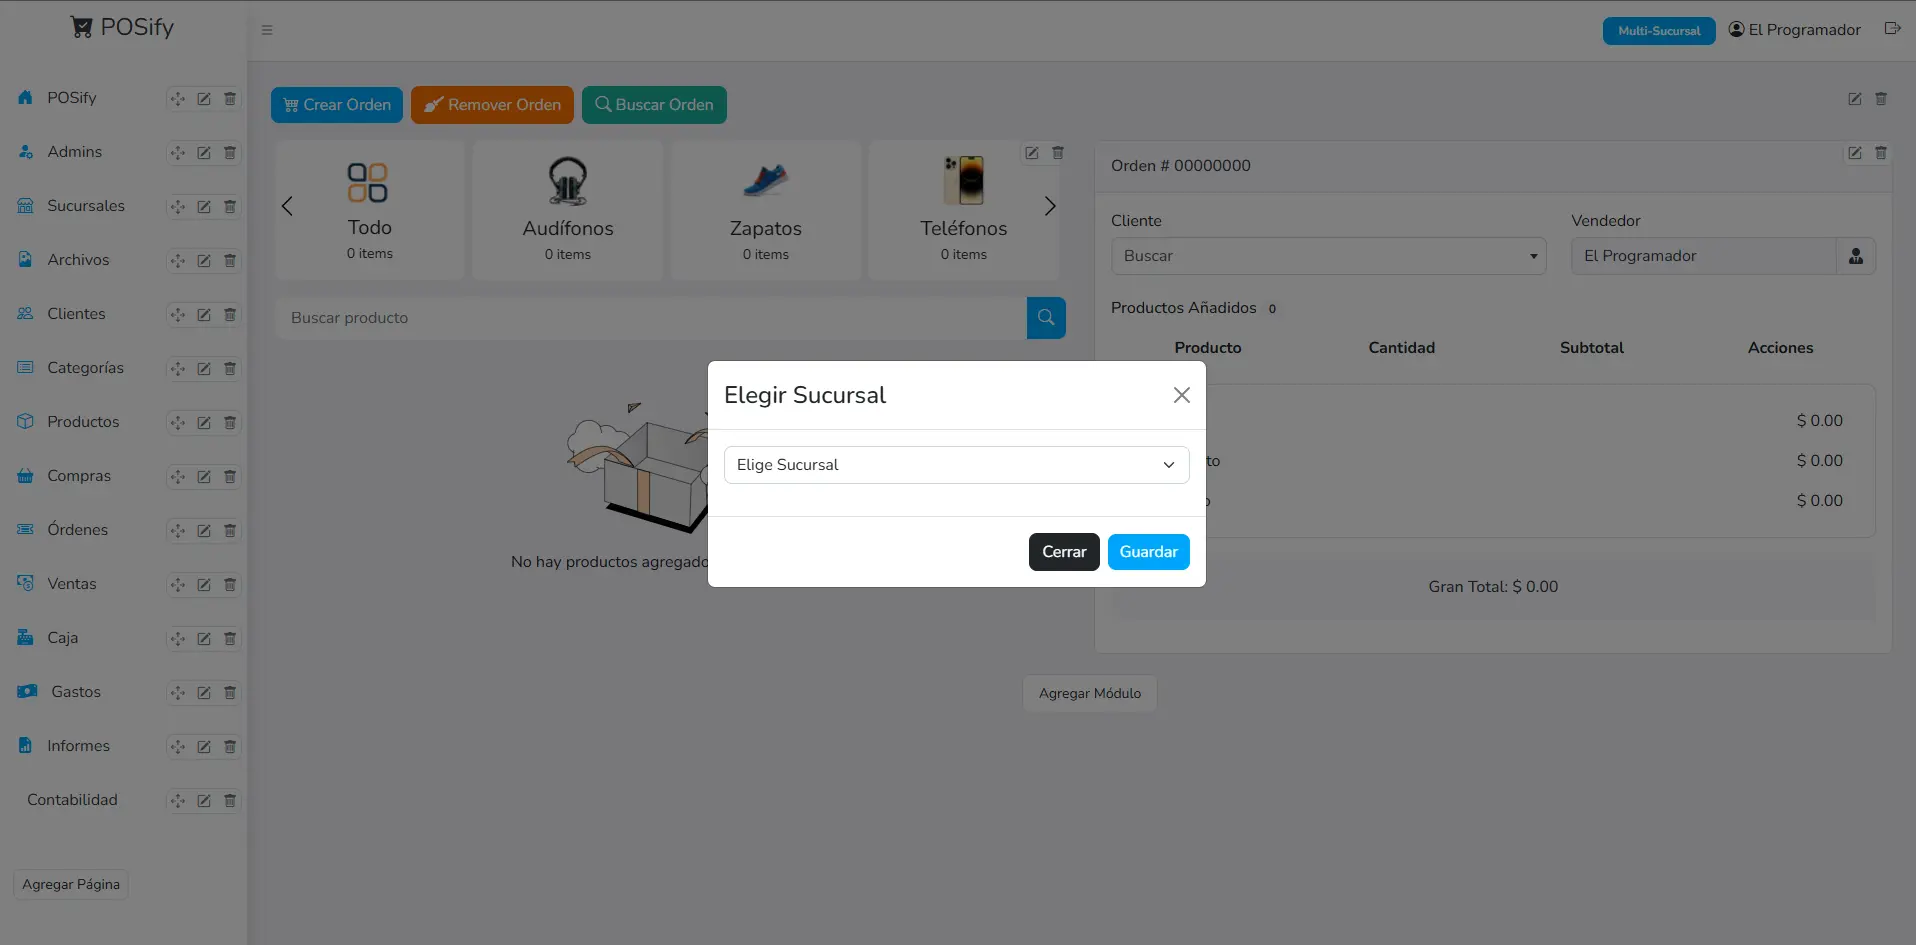 POSify
Multi-Sucursal
El Programador
POSify
Admins
Sucursales
Archivos
Clientes
Categorías
Productos
Compras
Órdenes
Ventas
Caja
Gastos
Informes
Contabilidad
Agregar Página
Crear Orden
Remover Orden
Buscar Orden
Todo
0 items
Audífonos
0 items
Zapatos
0 items
Teléfonos
0 items
Buscar producto
No hay productos agregado
Orden # 00000000
Cliente
Vendedor
Buscar
El Programador
Productos Añadidos 0
Producto Cantidad Subtotal Acciones
$ 0.00
to $ 0.00
$ 0.00
Gran Total: $ 0.00
Agregar Módulo
Elegir Sucursal
Elige Sucursal
Cerrar
Guardar